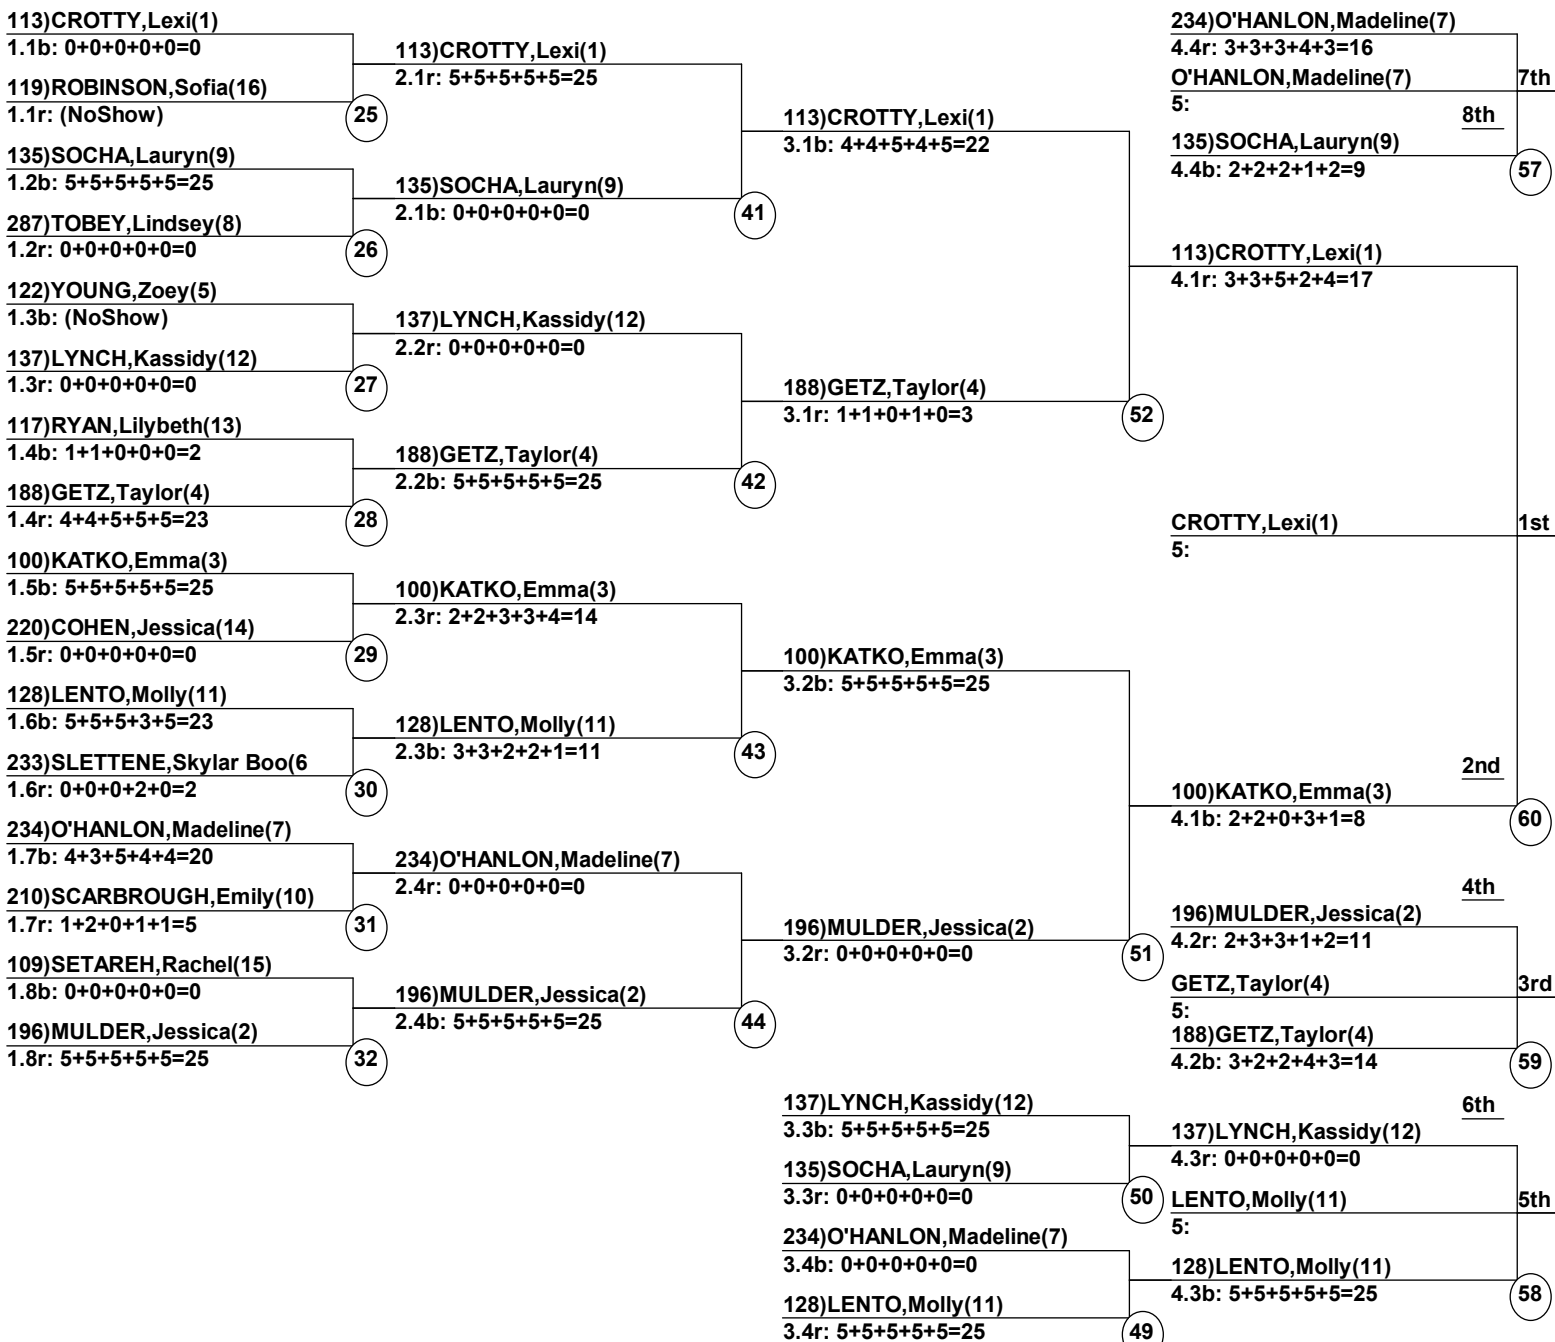 113)CROTTY,Lexi(1)
1.1b: 0+0+0+0+0=0
119)ROBINSON,Sofia(16)
1.1r: (NoShow)
25
135)SOCHA,Lauryn(9)
1.2b: 5+5+5+5+5=25
287)TOBEY,Lindsey(8)
1.2r: 0+0+0+0+0=0
26
122)YOUNG,Zoey(5)
1.3b: (NoShow)
137)LYNCH,Kassidy(12)
1.3r: 0+0+0+0+0=0
27
117)RYAN,Lilybeth(13)
1.4b: 1+1+0+0+0=2
188)GETZ,Taylor(4)
1.4r: 4+4+5+5+5=23
28
100)KATKO,Emma(3)
1.5b: 5+5+5+5+5=25
220)COHEN,Jessica(14)
1.5r: 0+0+0+0+0=0
29
128)LENTO,Molly(11)
1.6b: 5+5+5+3+5=23
233)SLETTENE,Skylar Boo(6
1.6r: 0+0+0+2+0=2
30
234)O'HANLON,Madeline(7)
1.7b: 4+3+5+4+4=20
210)SCARBROUGH,Emily(10)
1.7r: 1+2+0+1+1=5
31
109)SETAREH,Rachel(15)
1.8b: 0+0+0+0+0=0
196)MULDER,Jessica(2)
1.8r: 5+5+5+5+5=25
32
113)CROTTY,Lexi(1)
2.1r: 5+5+5+5+5=25
135)SOCHA,Lauryn(9)
2.1b: 0+0+0+0+0=0
41
137)LYNCH,Kassidy(12)
2.2r: 0+0+0+0+0=0
188)GETZ,Taylor(4)
2.2b: 5+5+5+5+5=25
42
100)KATKO,Emma(3)
2.3r: 2+2+3+3+4=14
128)LENTO,Molly(11)
2.3b: 3+3+2+2+1=11
43
234)O'HANLON,Madeline(7)
2.4r: 0+0+0+0+0=0
196)MULDER,Jessica(2)
2.4b: 5+5+5+5+5=25
44
113)CROTTY,Lexi(1)
3.1b: 4+4+5+4+5=22
188)GETZ,Taylor(4)
3.1r: 1+1+0+1+0=3
52
100)KATKO,Emma(3)
3.2b: 5+5+5+5+5=25
196)MULDER,Jessica(2)
3.2r: 0+0+0+0+0=0
51
137)LYNCH,Kassidy(12)
3.3b: 5+5+5+5+5=25
135)SOCHA,Lauryn(9)
3.3r: 0+0+0+0+0=0
50
234)O'HANLON,Madeline(7)
3.4b: 0+0+0+0+0=0
128)LENTO,Molly(11)
3.4r: 5+5+5+5+5=25
49
234)O'HANLON,Madeline(7)
4.4r: 3+3+3+4+3=16
O'HANLON,Madeline(7)
7th
5:
8th
135)SOCHA,Lauryn(9)
4.4b: 2+2+2+1+2=9
57
113)CROTTY,Lexi(1)
4.1r: 3+3+5+2+4=17
CROTTY,Lexi(1)
1st
5:
2nd
100)KATKO,Emma(3)
4.1b: 2+2+0+3+1=8
60
4th
196)MULDER,Jessica(2)
4.2r: 2+3+3+1+2=11
GETZ,Taylor(4)
3rd
5:
188)GETZ,Taylor(4)
4.2b: 3+2+2+4+3=14
59
6th
137)LYNCH,Kassidy(12)
4.3r: 0+0+0+0+0=0
LENTO,Molly(11)
5th
5:
128)LENTO,Molly(11)
4.3b: 5+5+5+5+5=25
58